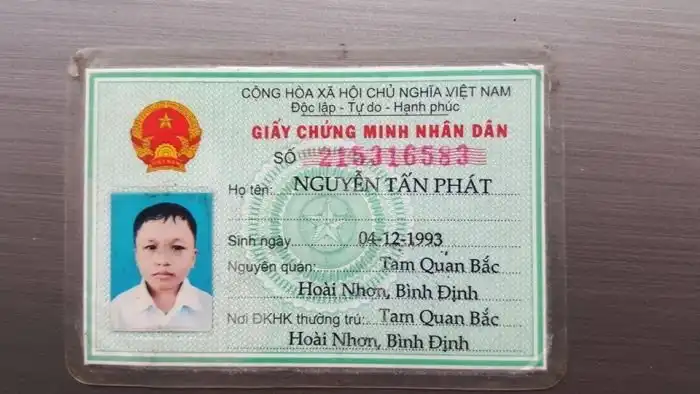 CỘNG HÒA XÃ HỘI CHỦ NGHĨA VIỆT NAM
Độc lập - Tự do - Hạnh phúc
GIẤY CHỨNG MINH NHÂN DÂN
SỐ 215316583
Họ tên: NGUYỄN TẤN PHÁT
Sinh ngày 04-12-1993
Nguyên quán: Tam Quan Bắc
Hoài Nhơn, Bình Định
Nơi ĐKHK thường trú: Tam Quan Bắc
Hoài Nhơn, Bình Định
VIỆT NAM